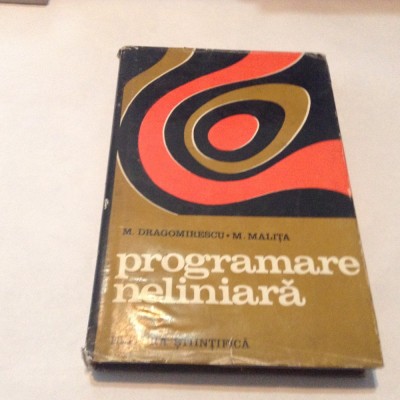 M. DRAGOMIRESCU • M. MALIȚA
programare
neliniară
ȘTIINȚIFICĂ